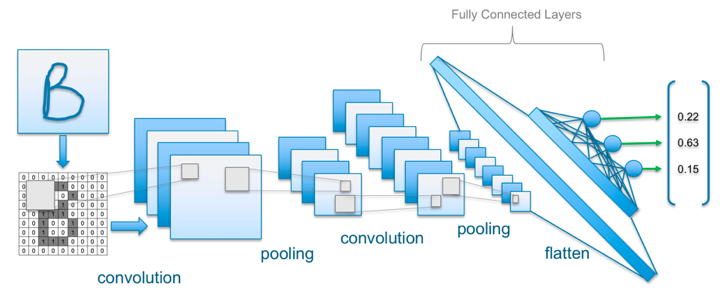 Fully Connected Layers
B
0.22
0.63
0.15
convolution
pooling
convolution
pooling
flatten